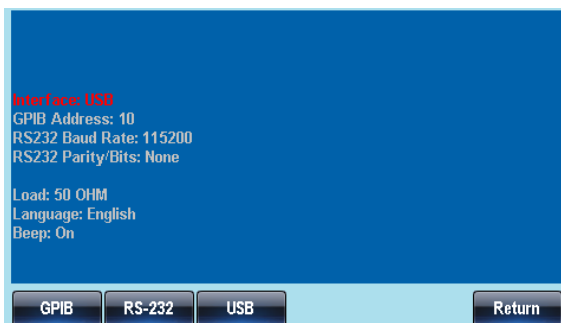 Interface: USB
GPIB Address: 10
RS232 Baud Rate: 115200
RS232 Parity/Bits: None
Load: 50 OHM
Language: English
Beep: On
GPIB RS-232 USB Return